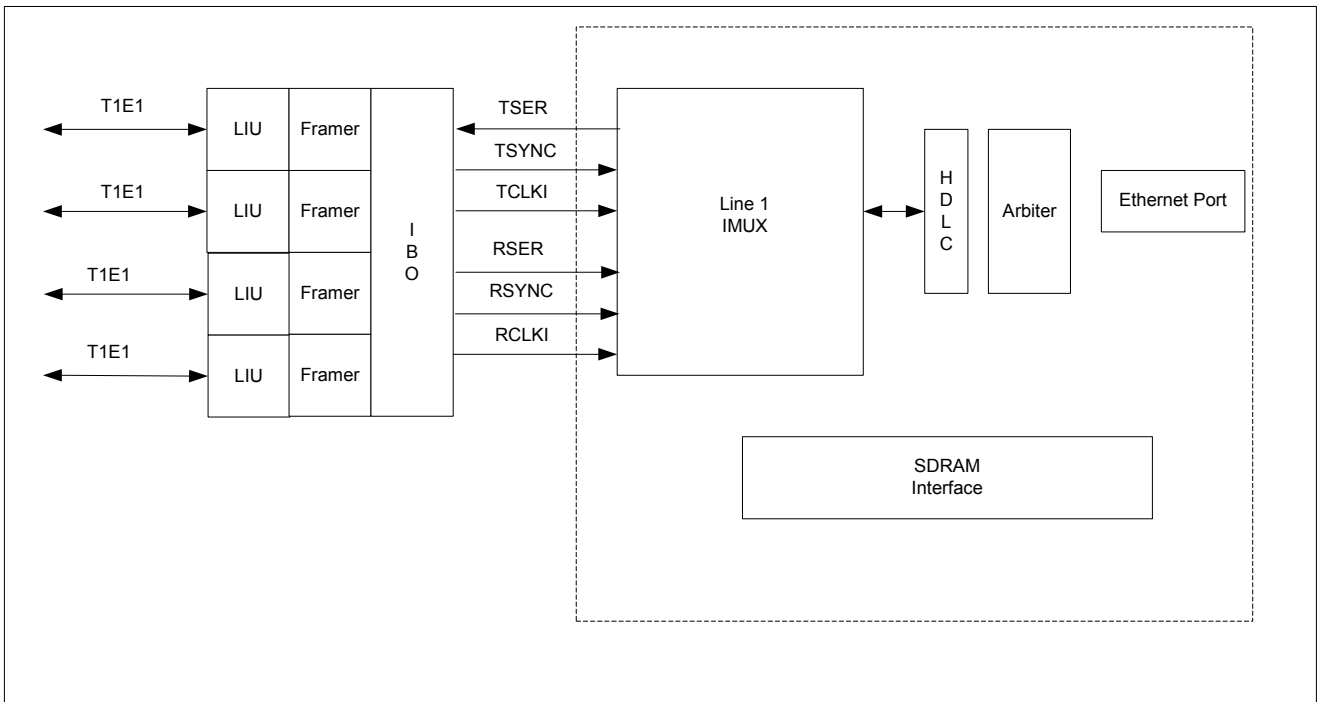 T1E1
LIU
Framer
T1E1
LIU
Framer
T1E1
LIU
Framer
T1E1
LIU
Framer
I
B
O
TSER
TSYNC
TCLKI
RSER
RSYNC
RCLKI
Line 1
IMUX
H
D
L
C
Arbiter
Ethernet Port
SDRAM
Interface